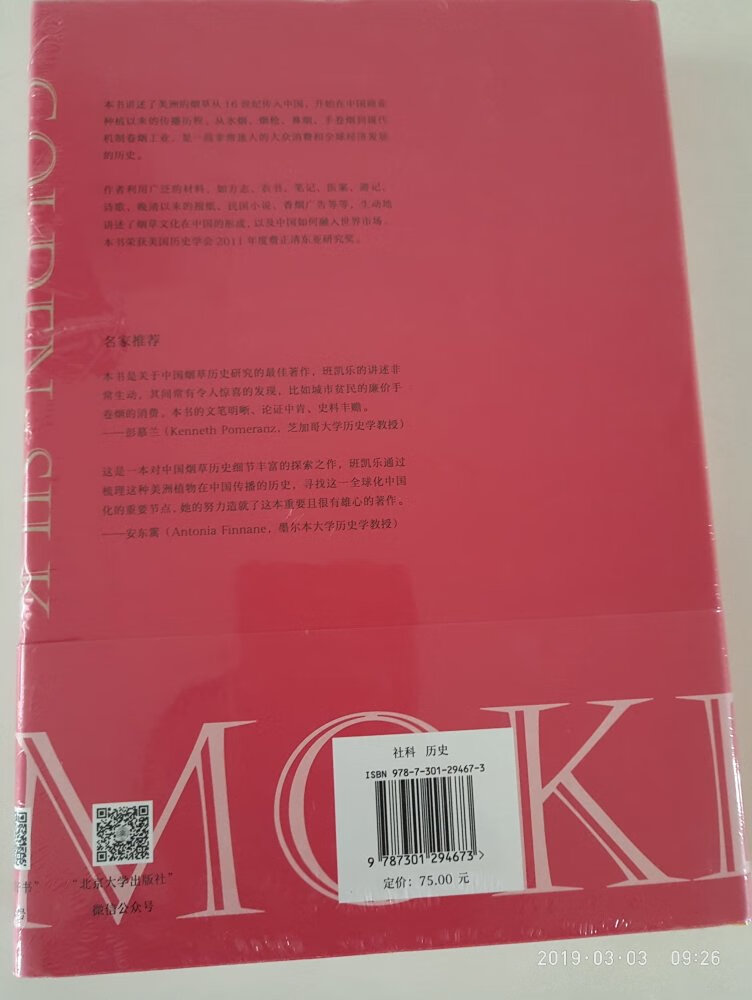 GOLDEN SILK
本书讲述了美洲的烟草从 16 世纪传入中国，开始在中国随着
种植以来的传播历程。从水烟、烟枪、鼻烟、手卷烟到现代
机制卷烟工业，是一段非常迷人的大众消费和全球经济发展
的历史。
作者利用广泛的材料，如方志、农书、笔记、医案、游记、
诗歌、晚清以来的报纸、民国小说、香烟广告等等，生动地
讲述了烟草文化在中国的形成，以及中国如何融入世界市场。
本书荣获美国历史学会2011 年度费正清东亚研究奖。
名家推荐
本书是关于中国烟草历史研究的最佳著作，班凯乐的讲述非
常生动，其间常有令人惊喜的发现，比如城市贫民的廉价手
卷烟的消费。本书的文笔明晰、论证中肯、史料丰赡。
——彭慕兰（Kenneth Pomeranz，芝加哥大学历史学教授）
这是一本对中国烟草历史细节丰富的探索之作，班凯乐通过
梳理这种美洲植物在中国传播的历史，寻找这一全球化中国
化的重要节点，她的努力造就了这本重要且很有雄心的著作。
——安东篱（Antonia Finnane，墨尔本大学历史学教授）
MOKI
社科 历史
ISBN 978-7-301-29467-3
9 787301 294673 >
定价：75.00 元
书”
号
“北京大学出版社”
微信公众号
2019·03·03 09:26